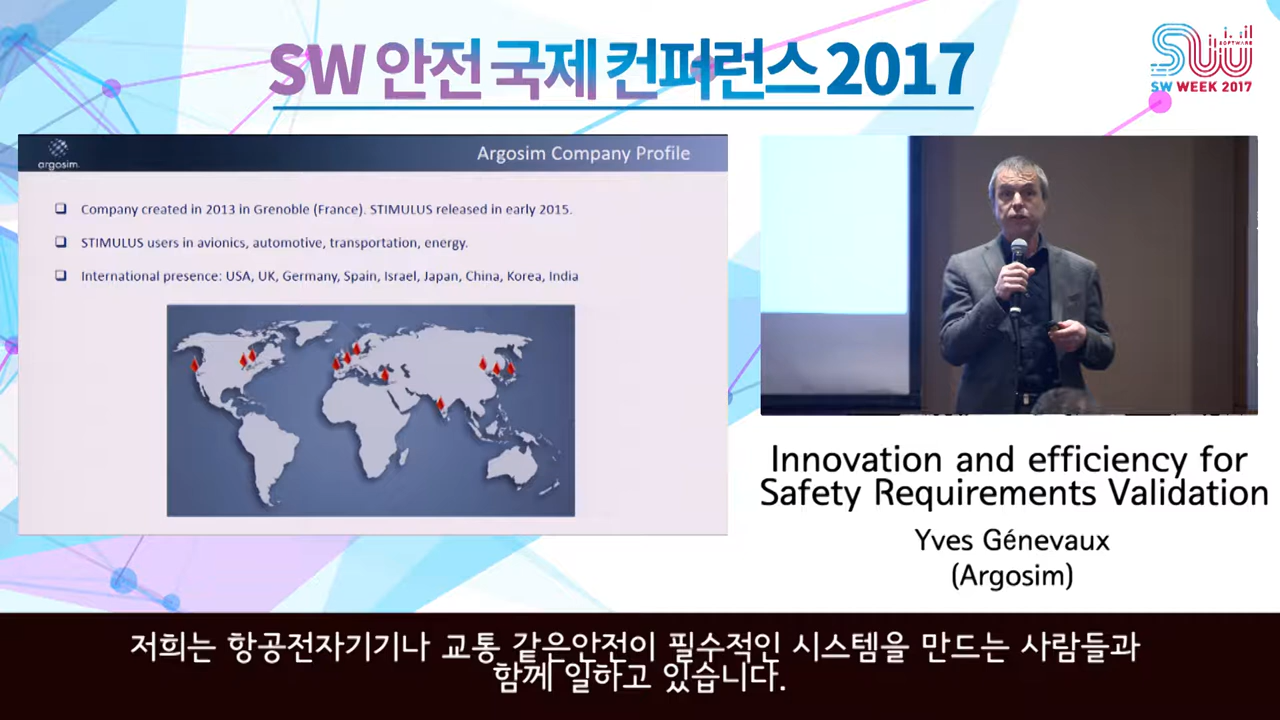 SW 안전 국제 컨퍼런스 2017
SOFTWARE
SW WEEK 2017
argosim
Argosim Company Profile
Company created in 2013 in Grenoble (France). STIMULUS released in early 2015.
STIMULUS users in avionics, automotive, transportation, energy.
International presence: USA, UK, Germany, Spain, Israel, Japan, China, Korea, India
Innovation and efficiency for
Safety Requirements Validation
Yves Génevaux
(Argosim)
저희는 항공전자기기나 교통 같은안전이 필수적인 시스템을 만드는 사람들과
함께 일하고 있습니다.